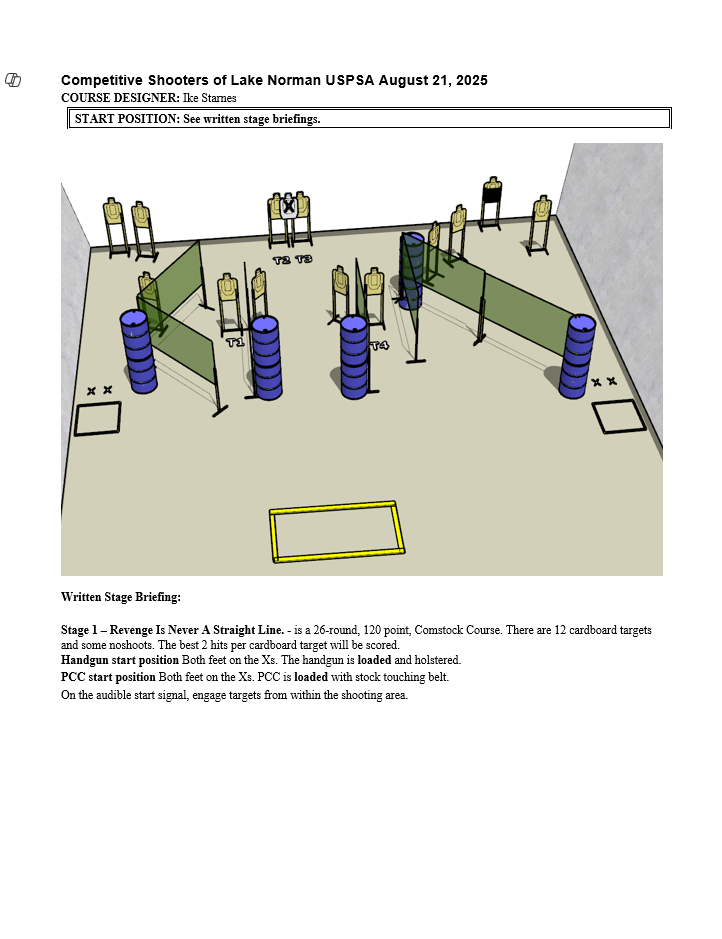 Competitive Shooters of Lake Norman USPSA August 21, 2025
COURSE DESIGNER: Ike Starnes
START POSITION: See written stage briefings.
X
T2 T3
T1
T4
X X
X X
Written Stage Briefing:
Stage 1 – Revenge Is Never A Straight Line. - is a 26-round, 120 point, Comstock Course. There are 12 cardboard targets
and some noshoots. The best 2 hits per cardboard target will be scored.
Handgun start position Both feet on the Xs. The handgun is loaded and holstered.
PCC start position Both feet on the Xs. PCC is loaded with stock touching belt.
On the audible start signal, engage targets from within the shooting area.